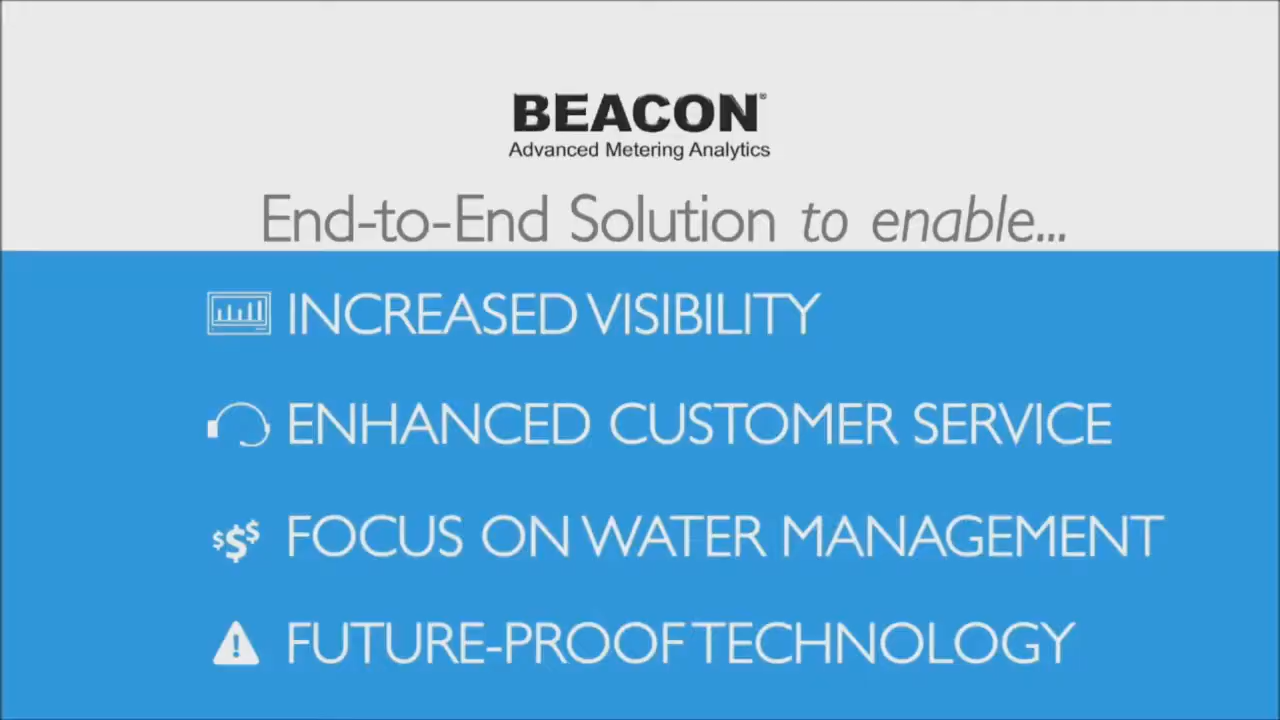 BEACON®
Advanced Metering Analytics
End-to-End Solution to enable...
INCREASED VISIBILITY
ENHANCED CUSTOMER SERVICE
$$$ FOCUS ON WATER MANAGEMENT
! FUTURE-PROOF TECHNOLOGY